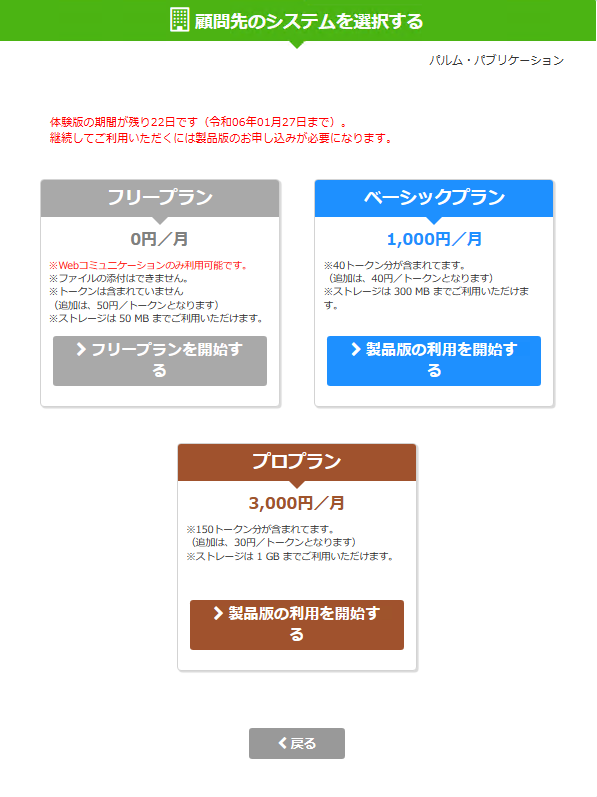 顧問先のシステムを選択する
パルム・パブリケーション
体験版の期間が残り22日です（令和06年01月27日まで）。
継続してご利用いただくには製品版のお申し込みが必要になります。
フリープラン
0円／月
※Webコミュニケーションのみ利用可能です。
※ファイルの添付はできません。
※トークンは含まれていません
（追加は、50円／トークンとなります）
※ストレージは 50 MB までご利用いただけます。
フリープランを開始す
る
ベーシックプラン
1,000円／月
※40トークン分が含まれてます。
（追加は、40円／トークンとなります）
※ストレージは 300 MB までご利用いただけま
す。
製品版の利用を開始す
る
プロプラン
3,000円／月
※150トークン分が含まれてます。
（追加は、30円／トークンとなります）
※ストレージは 1 GB までご利用いただけます。
製品版の利用を開始す
る
戻る